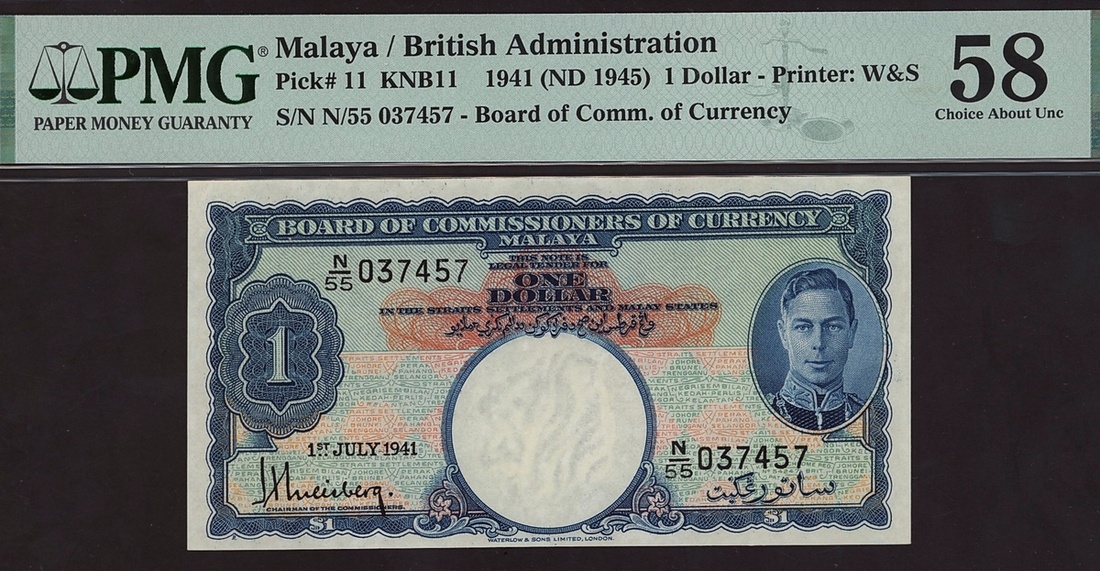 PMG®
PAPER MONEY GUARANTY
Malaya / British Administration
Pick# 11 KNB11 1941 (ND 1945) 1 Dollar - Printer: W&S
S/N N/55 037457 - Board of Comm. of Currency
58
Choice About Unc
BOARD OF COMMISSIONERS OF CURRENCY
MALAYA
N/55 037457
THIS NOTE IS
LEGAL TENDER FOR
ONE
DOLLAR
IN THE STRAITS SETTLEMENTS AND MALAY STATES
1
1ST JULY 1941
N/55 037457
CHAIRMAN OF THE COMMISSIONERS.
$1
$1
WATERLOW & SONS LIMITED, LONDON.